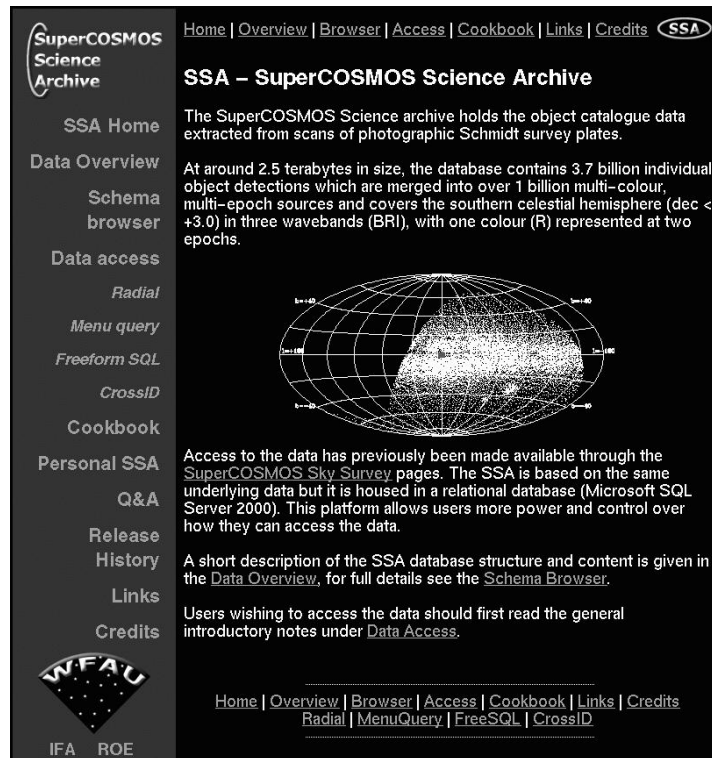 SuperCOSMOS
Science
Archive
SSA Home
Data Overview
Schema
browser
Data access
Radial
Menu query
Freeform SQL
CrossID
Cookbook
Personal SSA
Q&A
Release
History
Links
Credits
WFAU
IFA ROE
Home | Overview | Browser | Access | Cookbook | Links | Credits SSA
SSA – SuperCOSMOS Science Archive
The SuperCOSMOS Science archive holds the object catalogue data
extracted from scans of photographic Schmidt survey plates.
At around 2.5 terabytes in size, the database contains 3.7 billion individual
object detections which are merged into over 1 billion multi–colour,
multi–epoch sources and covers the southern celestial hemisphere (dec <
+3.0) in three wavebands (BRI), with one colour (R) represented at two
epochs.
Access to the data has previously been made available through the
SuperCOSMOS Sky Survey pages. The SSA is based on the same
underlying data but it is housed in a relational database (Microsoft SQL
Server 2000). This platform allows users more power and control over
how they can access the data.
A short description of the SSA database structure and content is given in
the Data Overview, for full details see the Schema Browser.
Users wishing to access the data should first read the general
introductory notes under Data Access.
Home | Overview | Browser | Access | Cookbook | Links | Credits
Radial | MenuQuery | FreeSQL | CrossID